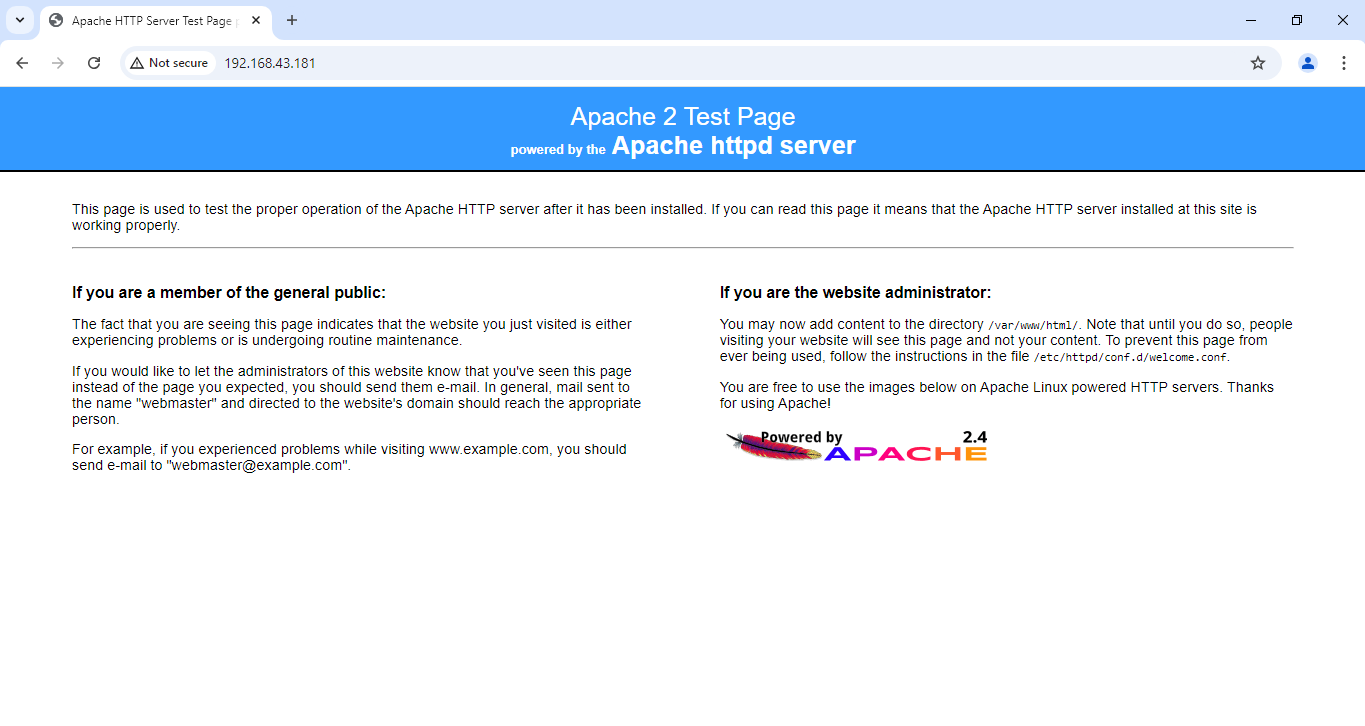 Apache HTTP Server Test Page
Not secure
192.168.43.181
Apache 2 Test Page
powered by the Apache httpd server
This page is used to test the proper operation of the Apache HTTP server after it has been installed. If you can read this page it means that the Apache HTTP server installed at this site is
working properly.
If you are a member of the general public:
The fact that you are seeing this page indicates that the website you just visited is either
experiencing problems or is undergoing routine maintenance.
If you would like to let the administrators of this website know that you've seen this page
instead of the page you expected, you should send them e-mail. In general, mail sent to
the name "webmaster" and directed to the website's domain should reach the appropriate
person.
For example, if you experienced problems while visiting www.example.com, you should
send e-mail to "webmaster@example.com".
If you are the website administrator:
You may now add content to the directory /var/www/html/. Note that until you do so, people
visiting your website will see this page and not your content. To prevent this page from
ever being used, follow the instructions in the file /etc/httpd/conf.d/welcome.conf.
You are free to use the images below on Apache Linux powered HTTP servers. Thanks
for using Apache!
Powered by 2.4
APACHE